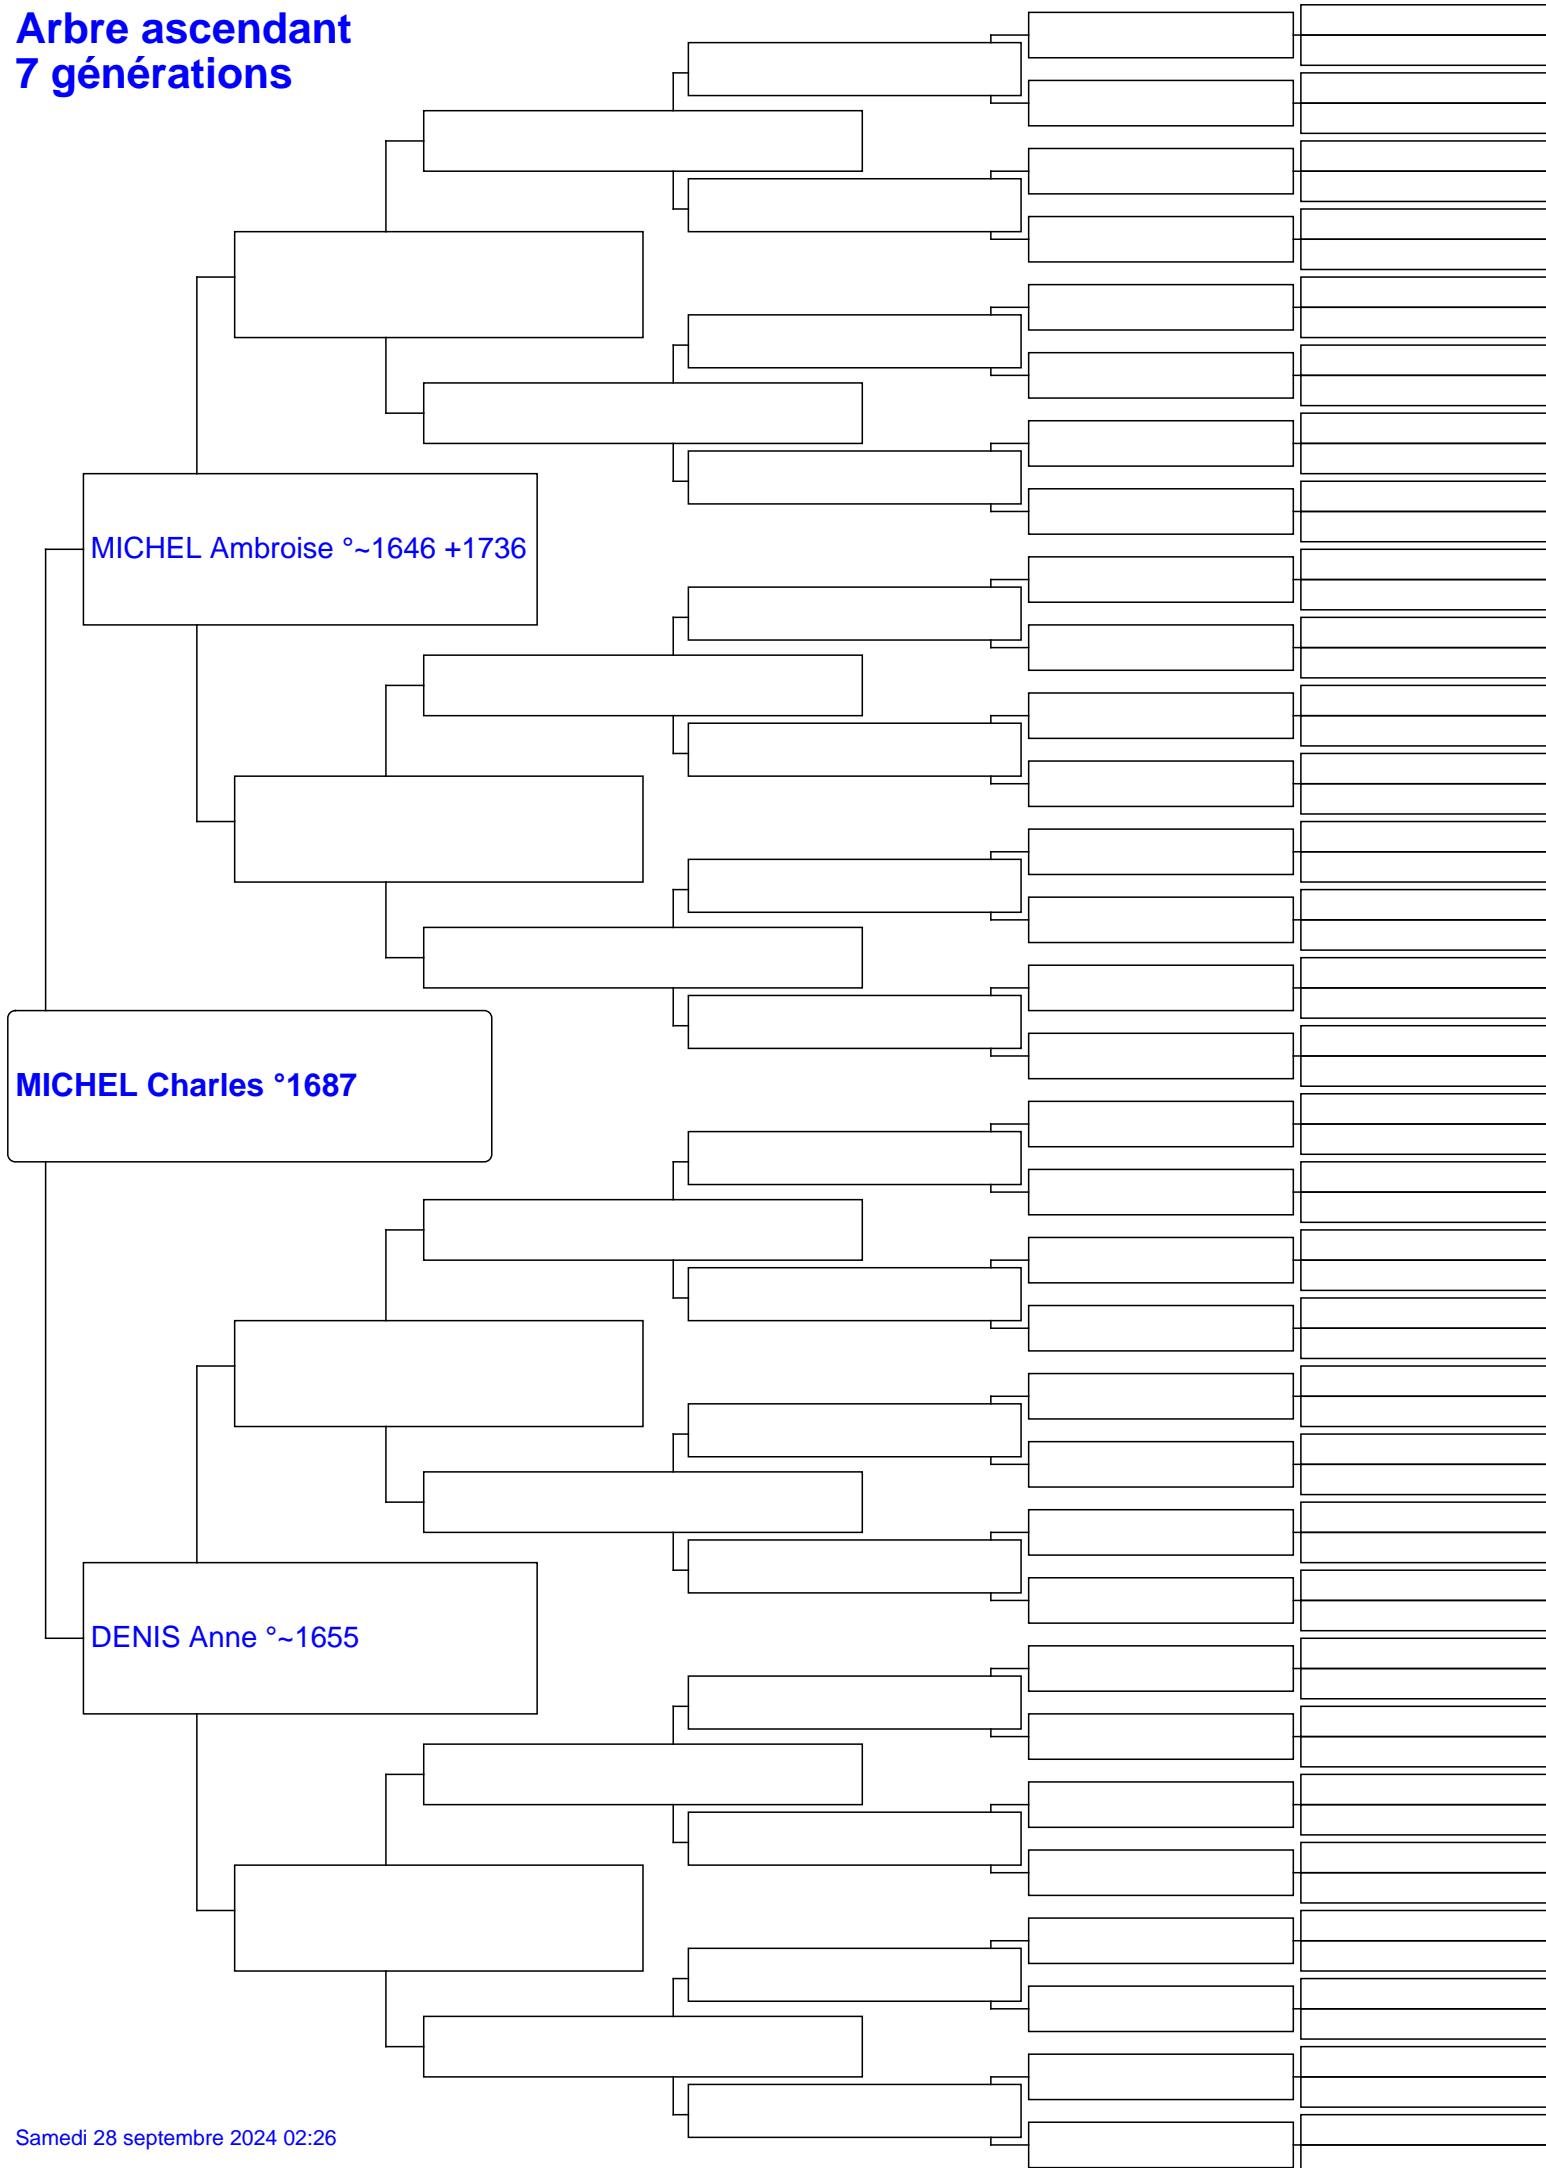 Arbre ascendant
7 générations
MICHEL Ambroise °~1646 +1736
MICHEL Charles °1687
DENIS Anne °~1655
Samedi 28 septembre 2024 02:26